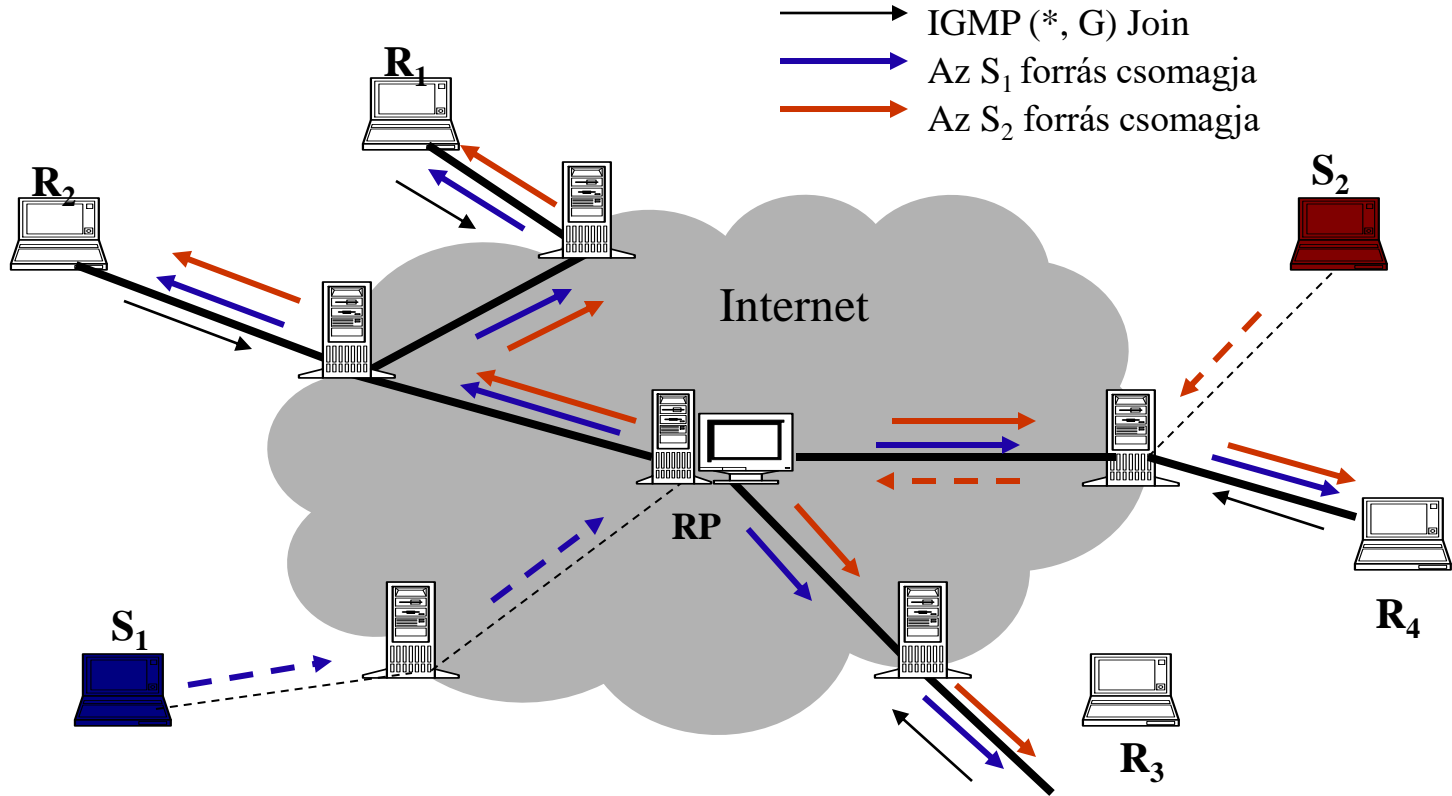 IGMP (*, G) Join
Az S₁ forrás csomagja
Az S₂ forrás csomagja
R₁
R₂
S₂
Internet
RP
R₄
S₁
R₃